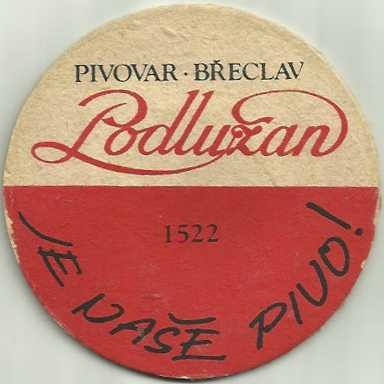 PIVOVAR · BŘECLAV
Podlužan
1522
JE NAŠE PIVO!